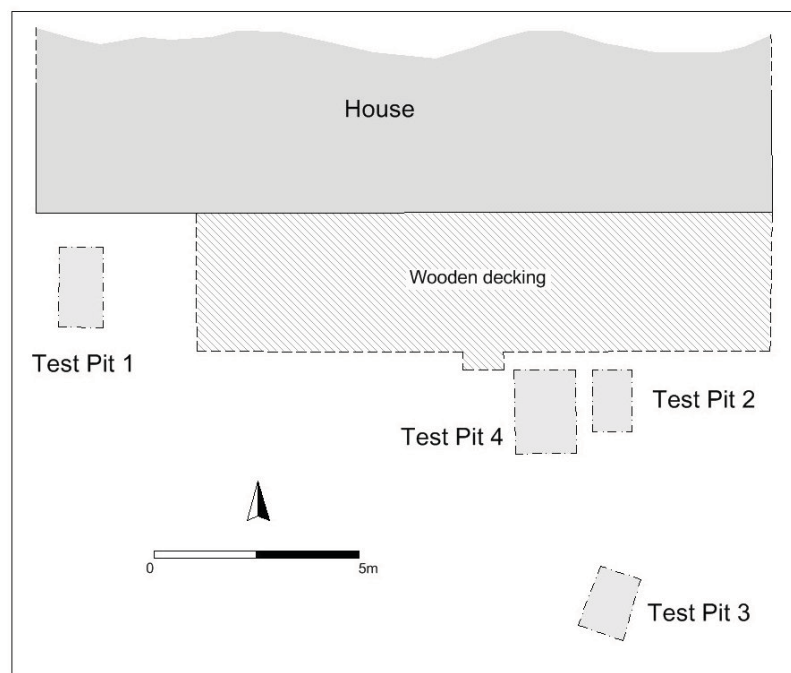 House
Wooden decking
Test Pit 1
Test Pit 2
Test Pit 4
0
5m
Test Pit 3